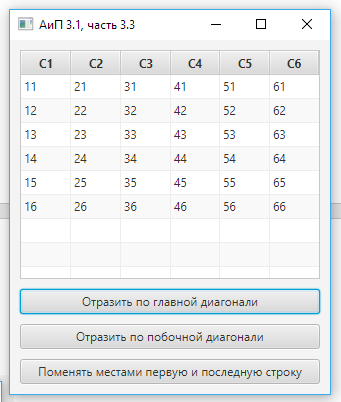 АиП 3.1, часть 3.3
C1 C2 C3 C4 C5 C6
11 21 31 41 51 61
12 22 32 42 52 62
13 23 33 43 53 63
14 24 34 44 54 64
15 25 35 45 55 65
16 26 36 46 56 66
Отразить по главной диагонали
Отразить по побочной диагонали
Поменять местами первую и последную строку